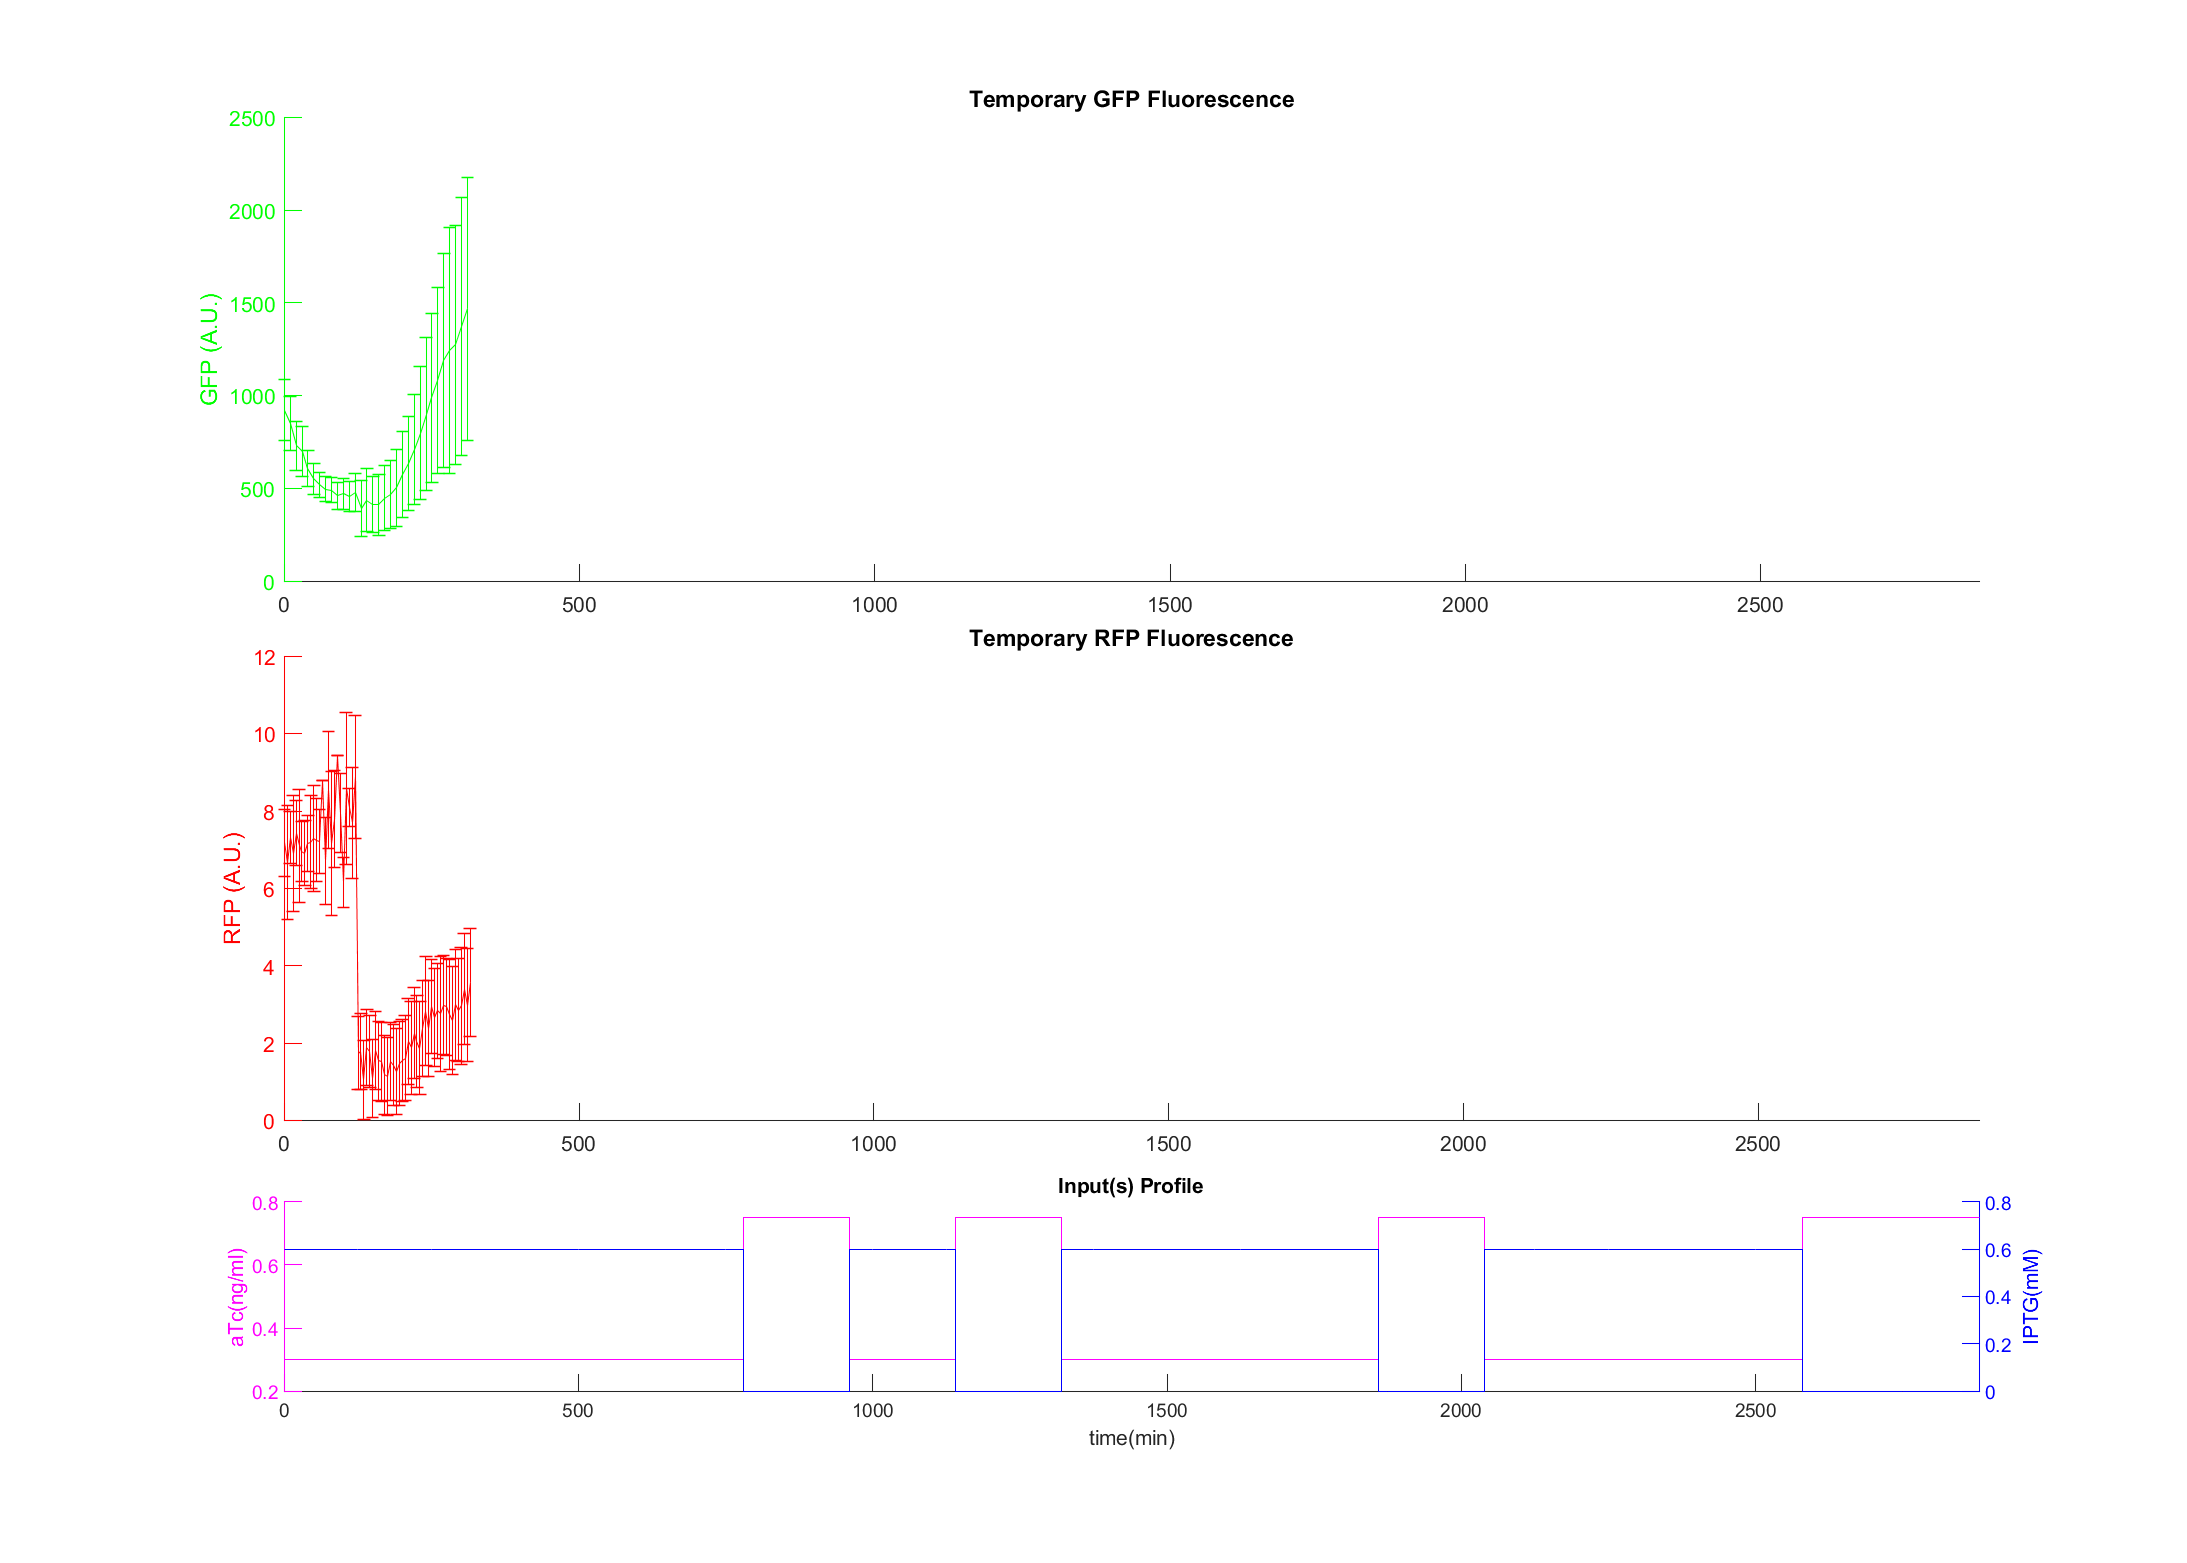 Temporary GFP Fluorescence
2500
2000
1500
1000
500
0
GFP (A.U.)
0 500 1000 1500 2000 2500
Temporary RFP Fluorescence
12
10
8
6
4
2
0
RFP (A.U.)
0 500 1000 1500 2000 2500
Input(s) Profile
0.8
0.6
0.4
0.2
aTc(ng/ml)
0.8
0.6
0.4
0.2
0
IPTG(mM)
0 500 1000 1500 2000 2500
time(min)